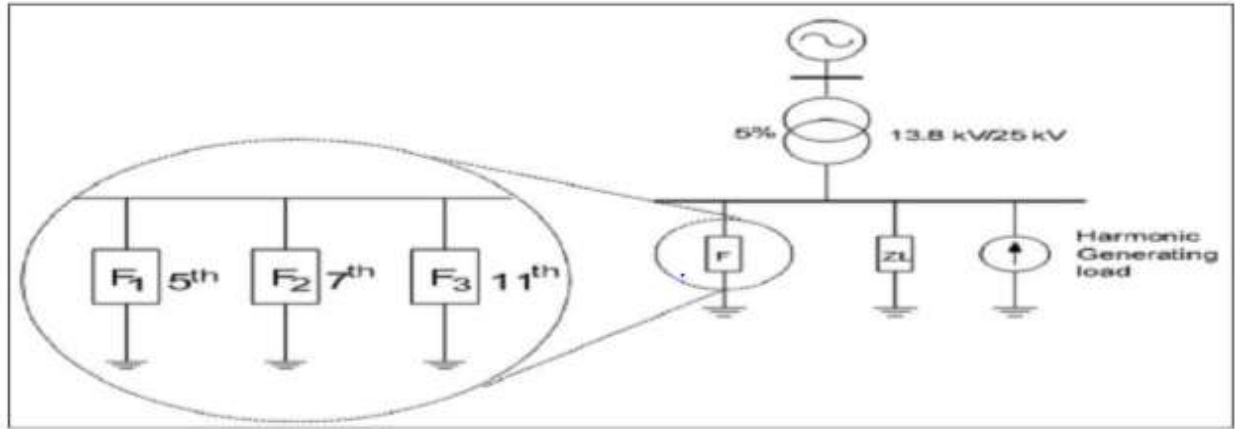 5% 13.8 kV/25 kV
F1 5th F2 7th F3 11th
F ZL Harmonic
Generating
load